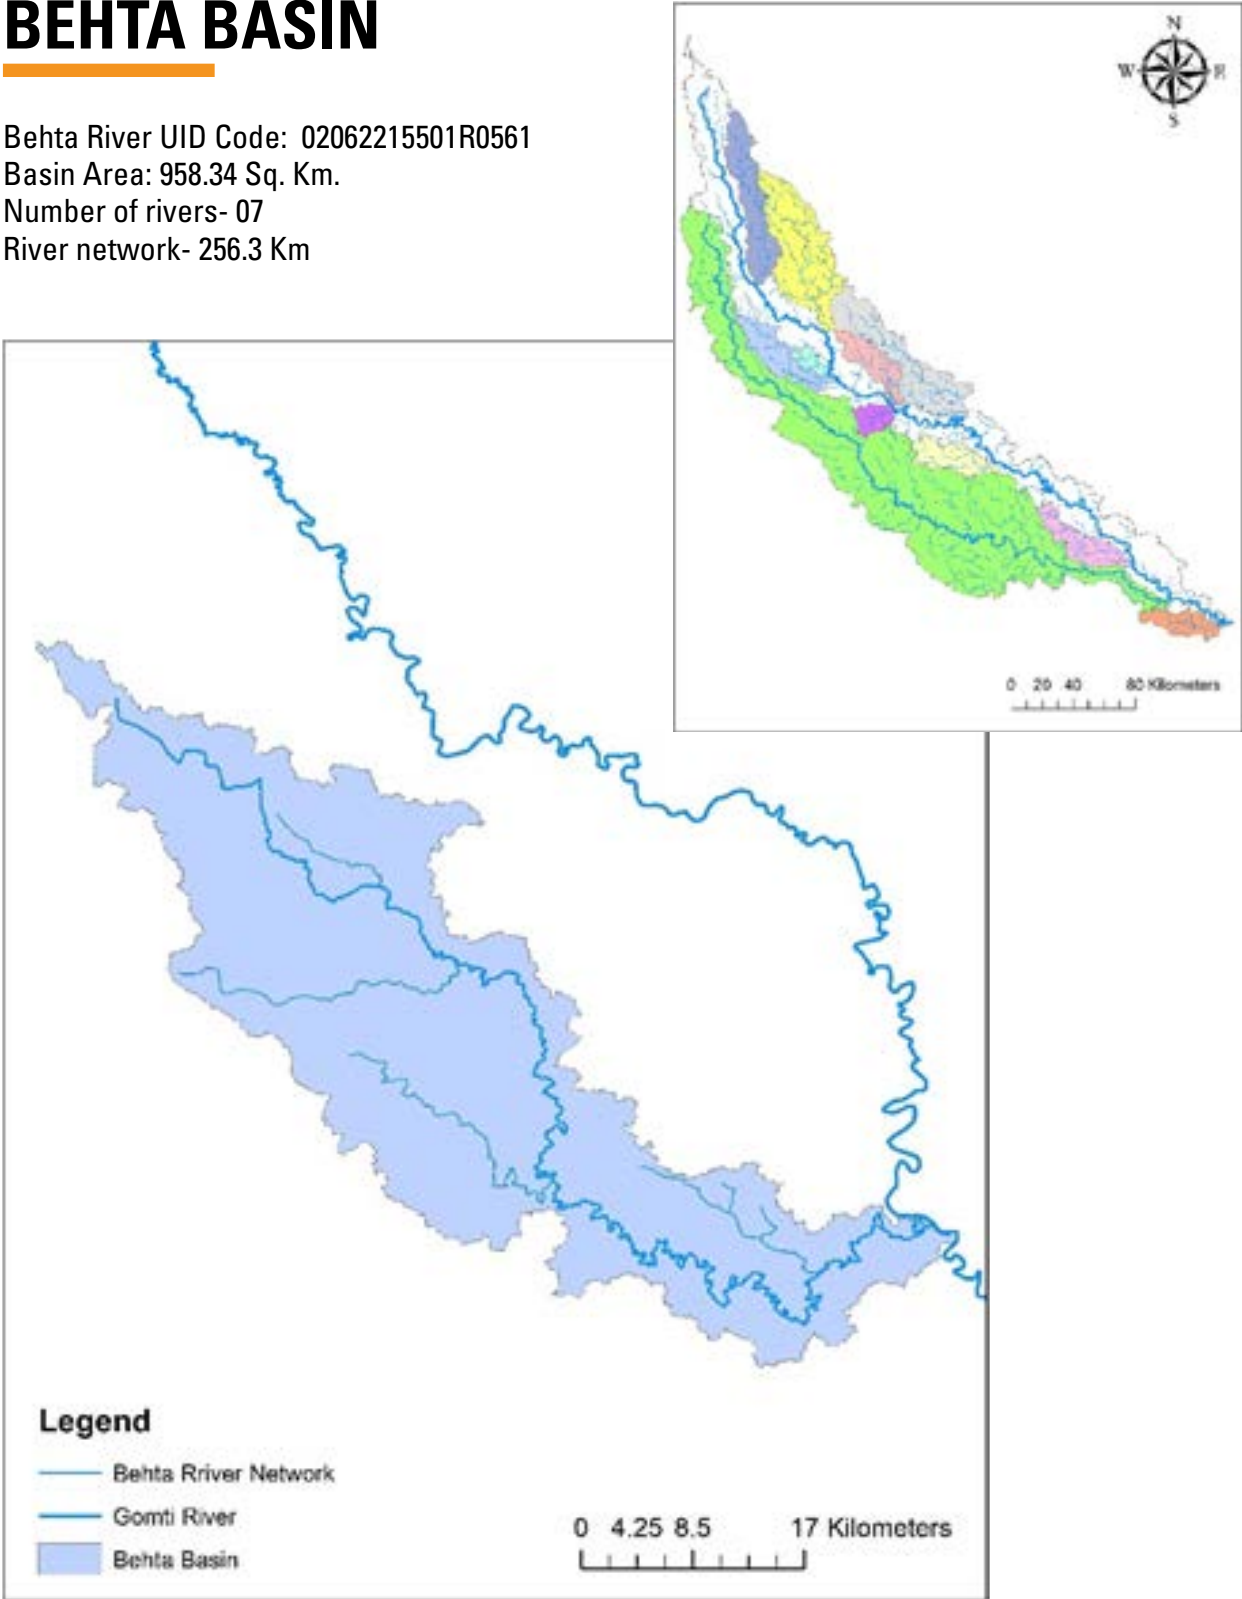 BEHTA BASIN
Behta River UID Code: 02062215501R0561
Basin Area: 958.34 Sq. Km.
Number of rivers- 07
River network- 256.3 Km
N
W E
S
0 20 40 80 Kilometers
Legend
Behta Rriver Network
Gomti River
Behta Basin
0 4.25 8.5 17 Kilometers